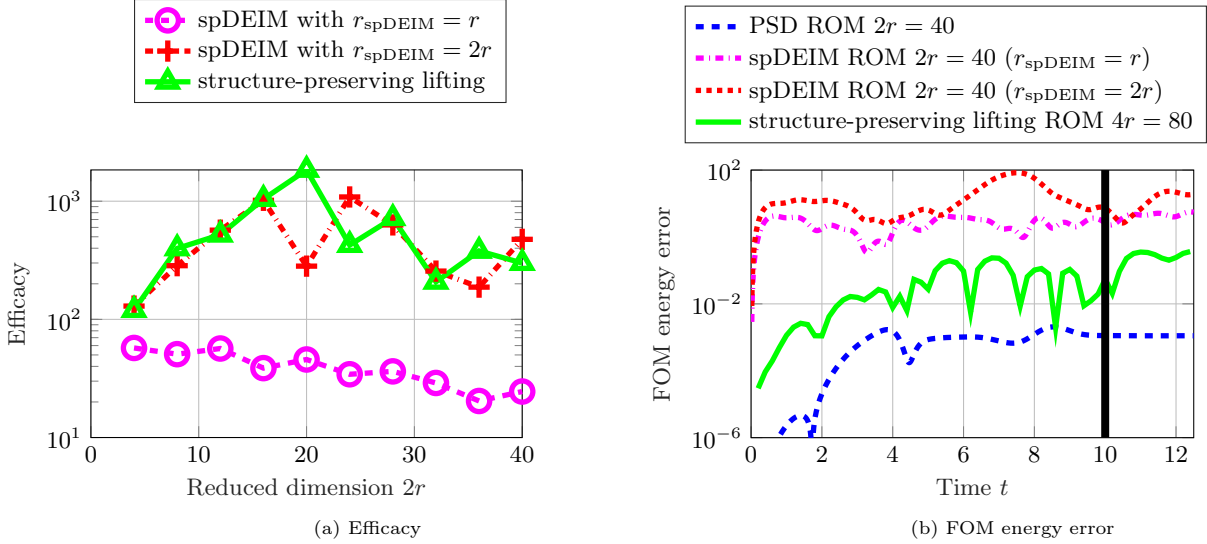 spDEIM with r_spDEIM = r
spDEIM with r_spDEIM = 2r
structure-preserving lifting
10^3
10^2
10^1
Efficacy
0
10
20
30
40
Reduced dimension 2r
(a) Efficacy
PSD ROM 2r = 40
spDEIM ROM 2r = 40 (r_spDEIM = r)
spDEIM ROM 2r = 40 (r_spDEIM = 2r)
structure-preserving lifting ROM 4r = 80
10^2
10^−2
10^−6
FOM energy error
0
2
4
6
8
10
12
Time t
(b) FOM energy error